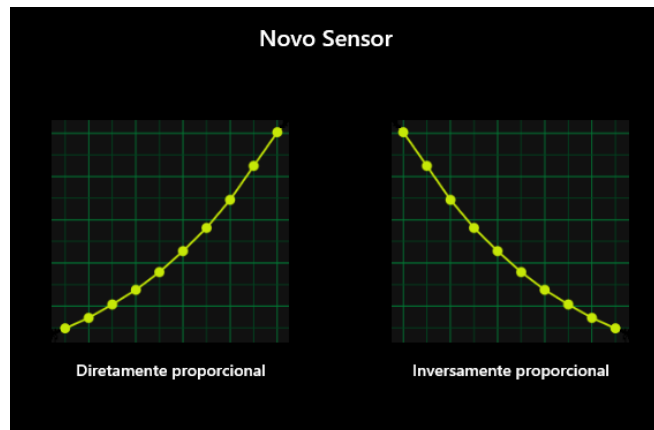 Novo Sensor
Diretamente proporcional
Inversamente proporcional